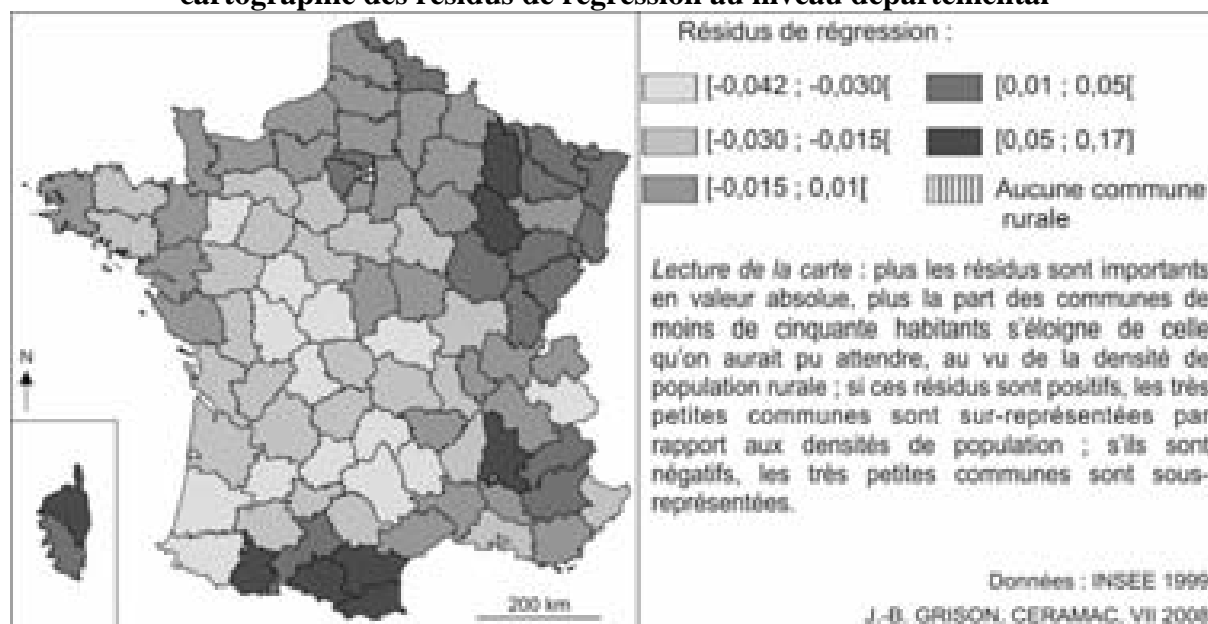 cartographie des résidus de régression au niveau départemental
Résidus de régression :
[-0,042 ; -0,030[
[0,01 ; 0,05[
[-0,030 ; -0,015[
[0,05 ; 0,17]
[-0,015 ; 0,01[
Aucune commune
rurale
Lecture de la carte : plus les résidus sont importants
en valeur absolue, plus la part des communes de
moins de cinquante habitants s'éloigne de celle
qu'on aurait pu attendre, au vu de la densité de
population rurale ; si ces résidus sont positifs, les très
petites communes sont sur-représentées par
rapport aux densités de population ; s'ils sont
négatifs, les très petites communes sont sous-
représentées.
N
200 km
Données : INSEE 1999
J.-B. GRISON, CERAMAC, VII 2008